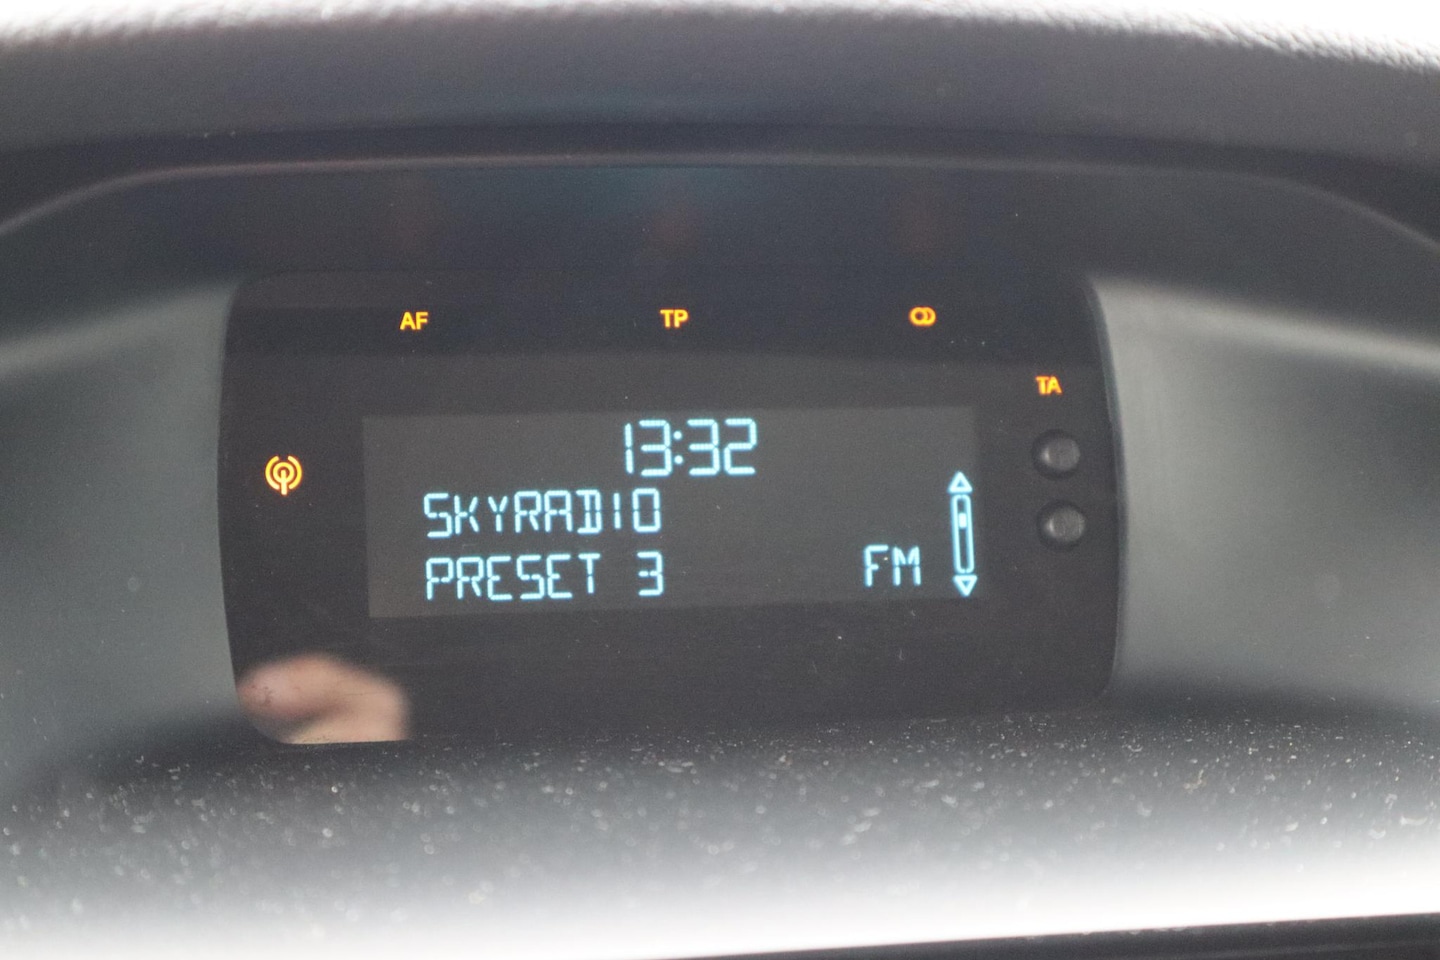 AF TP
TA
13:32
SKYRADIO
PRESET 3 FM